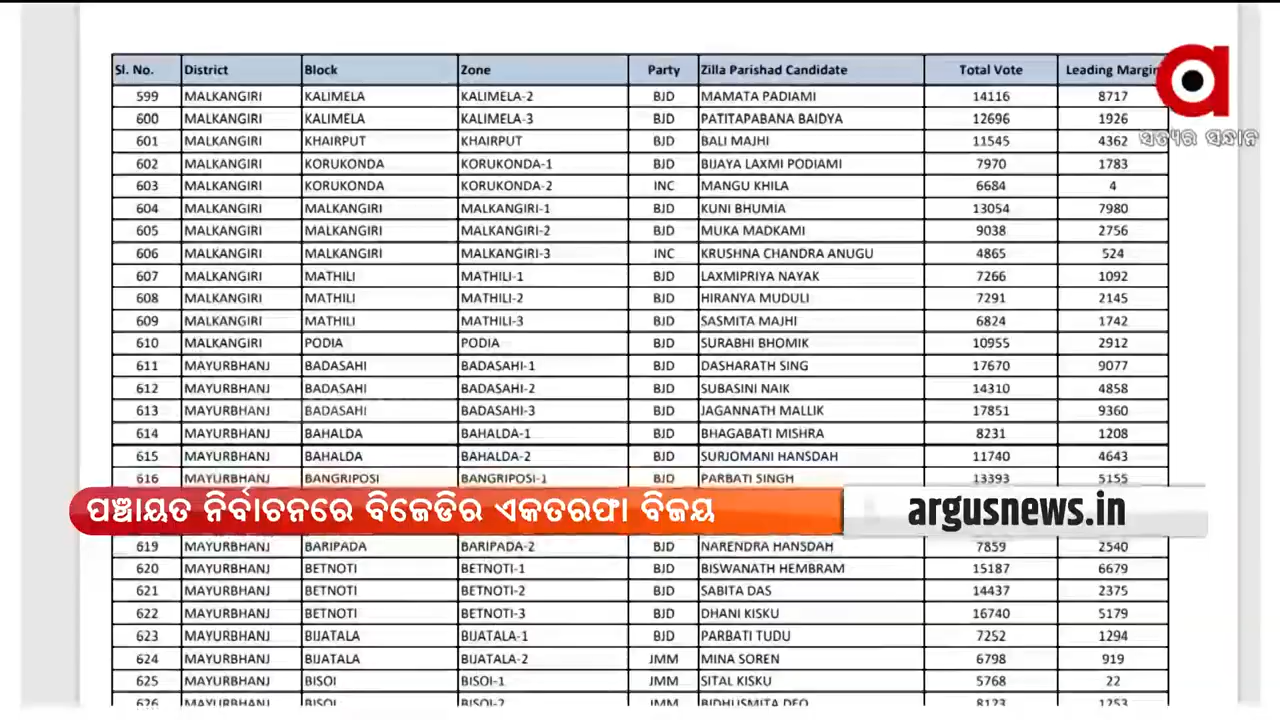 Sl. No. District Block Zone Party Zilla Parishad Candidate Total Vote Leading Margin
599 MALKANGIRI KALIMELA KALIMELA-2 BJD MAMATA PADIAMI 14116 8717
600 MALKANGIRI KALIMELA KALIMELA-3 BJD PATITAPABANA BAIDYA 12696 1926
601 MALKANGIRI KHAIRPUT KHAIRPUT BJD BALI MAJHI 11545 4362
ସତ୍ୟର ସନ୍ଧାନ
602 MALKANGIRI KORUKONDA KORUKONDA-1 BJD BIJAYA LAXMI PODIAMI 7970 1783
603 MALKANGIRI KORUKONDA KORUKONDA-2 INC MANGU KHILA 6684 4
604 MALKANGIRI MALKANGIRI MALKANGIRI-1 BJD KUNI BHUMIA 13054 7980
605 MALKANGIRI MALKANGIRI MALKANGIRI-2 BJD MUKA MADKAMI 9038 2756
606 MALKANGIRI MALKANGIRI MALKANGIRI-3 INC KRUSHNA CHANDRA ANUGU 4865 524
607 MALKANGIRI MATHILI MATHILI-1 BJD LAXMIPRIYA NAYAK 7266 1092
608 MALKANGIRI MATHILI MATHILI-2 BJD HIRANYA MUDULI 7291 2145
609 MALKANGIRI MATHILI MATHILI-3 BJD SASMITA MAJHI 6824 1742
610 MALKANGIRI PODIA PODIA BJD SURABHI BHOMIK 10955 2912
611 MAYURBHANJ BADASAHI BADASAHI-1 BJD DASHARATH SING 17670 9077
612 MAYURBHANJ BADASAHI BADASAHI-2 BJD SUBASINI NAIK 14310 4858
613 MAYURBHANJ BADASAHI BADASAHI-3 BJD JAGANNATH MALLIK 17851 9360
614 MAYURBHANJ BAHALDA BAHALDA-1 BJD BHAGABATI MISHRA 8231 1208
615 MAYURBHANJ BAHALDA BAHALDA-2 BJD SURJOMANI HANSDAH 11740 4643
616 MAYURBHANJ BANGRIPOSI BANGRIPOSI-1 BJD PARBATI SINGH 13393 5155
ପଞ୍ଚାୟତ ନିର୍ବାଚନରେ ବିଜେଡିର ଏକତରଫା ବିଜୟ argusnews.in
619 MAYURBHANJ BARIPADA BARIPADA-2 BJD NARENDRA HANSDAH 7859 2540
620 MAYURBHANJ BETNOTI BETNOTI-1 BJD BISWANATH HEMBRAM 15187 6679
621 MAYURBHANJ BETNOTI BETNOTI-2 BJD SABITA DAS 14437 2375
622 MAYURBHANJ BETNOTI BETNOTI-3 BJD DHANI KISKU 16740 5179
623 MAYURBHANJ BIJATALA BIJATALA-1 BJD PARBATI TUDU 7252 1294
624 MAYURBHANJ BIJATALA BIJATALA-2 JMM MINA SOREN 6798 919
625 MAYURBHANJ BISOI BISOI-1 JMM SITAL KISKU 5768 22
626 MAYURBHANJ BISOI BISOI-2 JMM BIDHUSMITA DEO 8123 1253